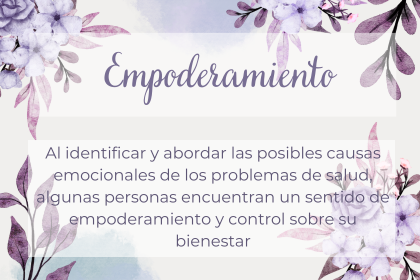 Empoderamiento
Al identificar y abordar las posibles causas
emocionales de los problemas de salud,
algunas personas encuentran un sentido de
empoderamiento y control sobre su
bienestar